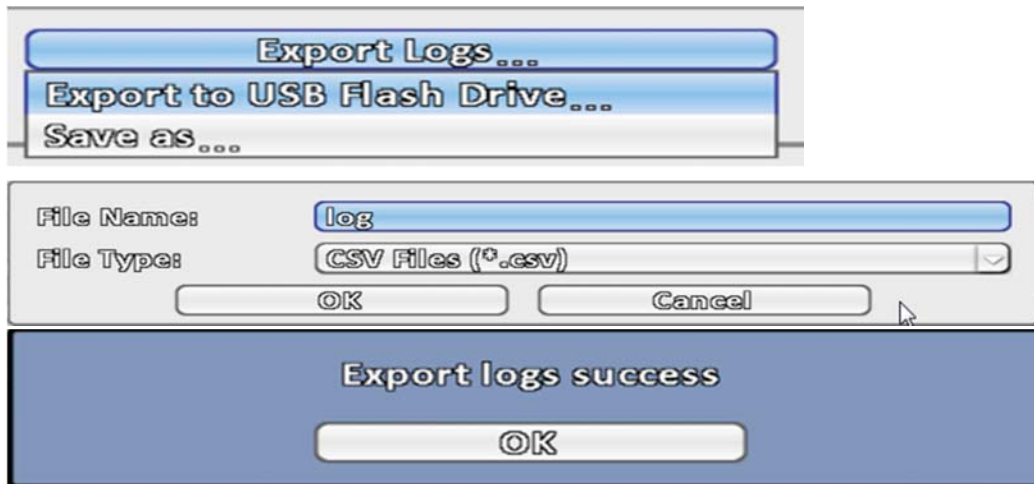 Export Logs...
Export to USB Flash Drive...
Save as...
File Name: log
File Type: CSV Files (*.csv)
OK Cancel
Export logs success
OK